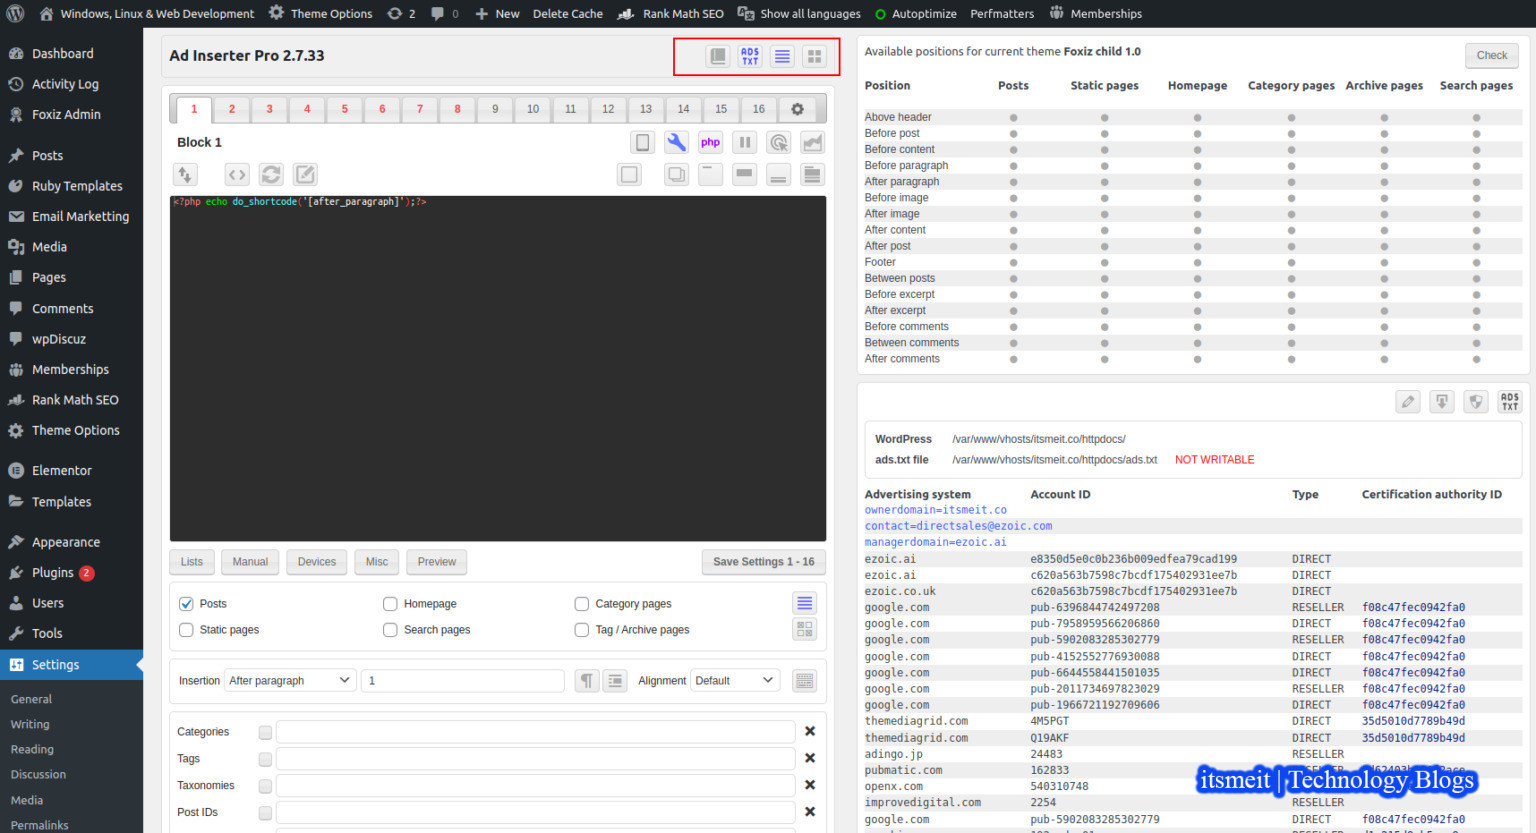 Windows, Linux & Web Development Theme Options 2 0 New Delete Cache Rank Math SEO Show all languages Autoptimize Perfmatters Memberships
Dashboard
Activity Log
Foxiz Admin
Posts
Ruby Templates
Email Marketing
Media
Pages
Comments
wpDiscuz
Memberships
Rank Math SEO
Theme Options
Elementor
Templates
Appearance
Plugins 2
Users
Tools
Settings
General
Writing
Reading
Discussion
Media
Permalinks
Ad Inserter Pro 2.7.33
ADS TXT
1 2 3 4 5 6 7 8 9 10 11 12 13 14 15 16
Block 1
php
<?php echo do_shortcode('[after_paragraph]');?>
Lists Manual Devices Misc Preview Save Settings 1 - 16
Posts Homepage Category pages
Static pages Search pages Tag / Archive pages
Insertion After paragraph 1 Alignment Default
Categories
Tags
Taxonomies
Post IDs
Available positions for current theme Foxiz child 1.0
Check
Position Posts Static pages Homepage Category pages Archive pages Search pages
Above header
Before post
Before content
Before paragraph
After paragraph
Before image
After image
After content
After post
Footer
Between posts
Before excerpt
After excerpt
Before comments
Between comments
After comments
ADS TXT
WordPress /var/www/vhosts/itsmeit.co/httpdocs/
ads.txt file /var/www/vhosts/itsmeit.co/httpdocs/ads.txt NOT WRITABLE
Advertising system Account ID Type Certification authority ID
ownerdomain=itsmeit.co
contact=directsales@ezoic.com
managerdomain=ezoic.ai
ezoic.ai e8350d5e0c0b236b009edfea79cad199 DIRECT
ezoic.ai c620a563b7598c7bcdf175402931ee7b DIRECT
ezoic.co.uk c620a563b7598c7bcdf175402931ee7b DIRECT
google.com pub-6396844742497208 RESELLER f08c47fec0942fa0
google.com pub-7958959566206860 DIRECT f08c47fec0942fa0
google.com pub-5902083285302779 RESELLER f08c47fec0942fa0
google.com pub-4152552776930088 DIRECT f08c47fec0942fa0
google.com pub-6644558441501035 DIRECT f08c47fec0942fa0
google.com pub-2011734697823029 RESELLER f08c47fec0942fa0
google.com pub-1966721192709606 DIRECT f08c47fec0942fa0
themediagrid.com 4M5PGT DIRECT 35d5010d7789b49d
themediagrid.com Q19AKF DIRECT 35d5010d7789b49d
adingo.jp 24483 RESELLER
pubmatic.com 162833
openx.com 540310748
itsmeit | Technology Blogs
improvedigital.com 2254 RESELLER
google.com pub-5902083285302779 DIRECT f08c47fec0942fa0